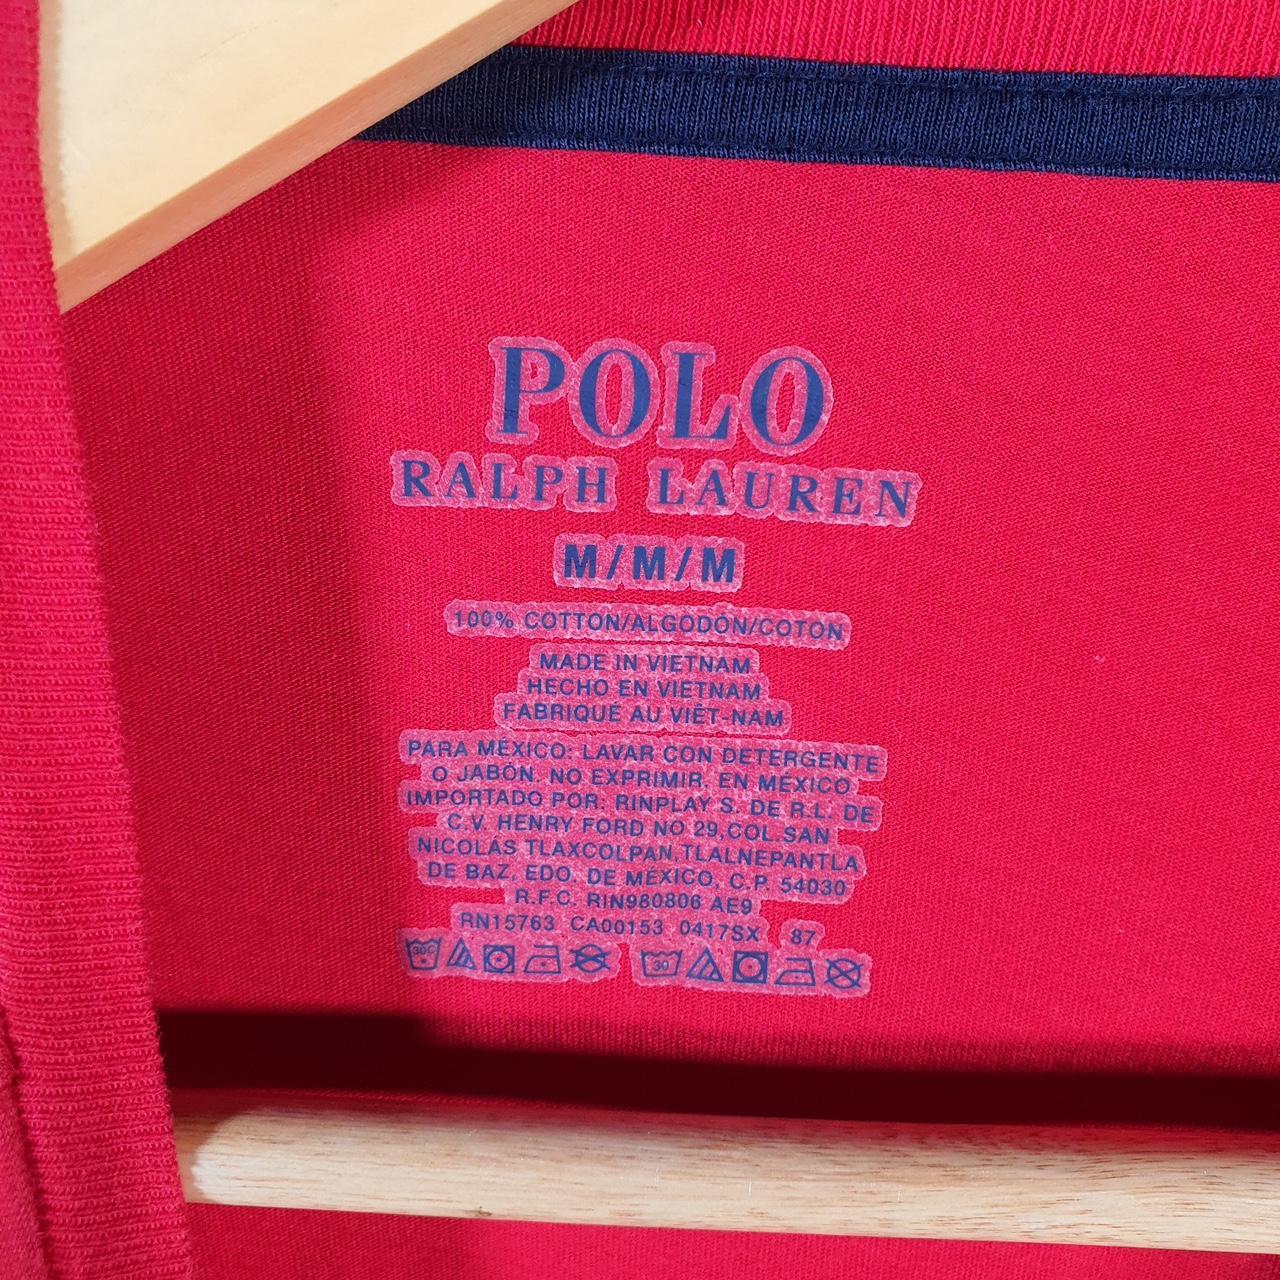 POLO
RALPH LAUREN
M/M/M
100% COTTON/ALGODÓN/COTON
MADE IN VIETNAM
HECHO EN VIETNAM
FABRIQUÉ AU VIÊT-NAM
PARA MÉXICO: LAVAR CON DETERGENTE
O JABÓN. NO EXPRIMIR. EN MÉXICO
IMPORTADO POR: RINPLAY S. DE R.L. DE
C.V. HENRY FORD NO 29,COL.SAN
NICOLÁS TLAXCOLPAN,TLALNEPANTLA
DE BAZ, EDO. DE MÉXICO, C.P. 54030
R.F.C. RIN980806 AE9
RN15763 CA00153 0417SX 87
30C 30